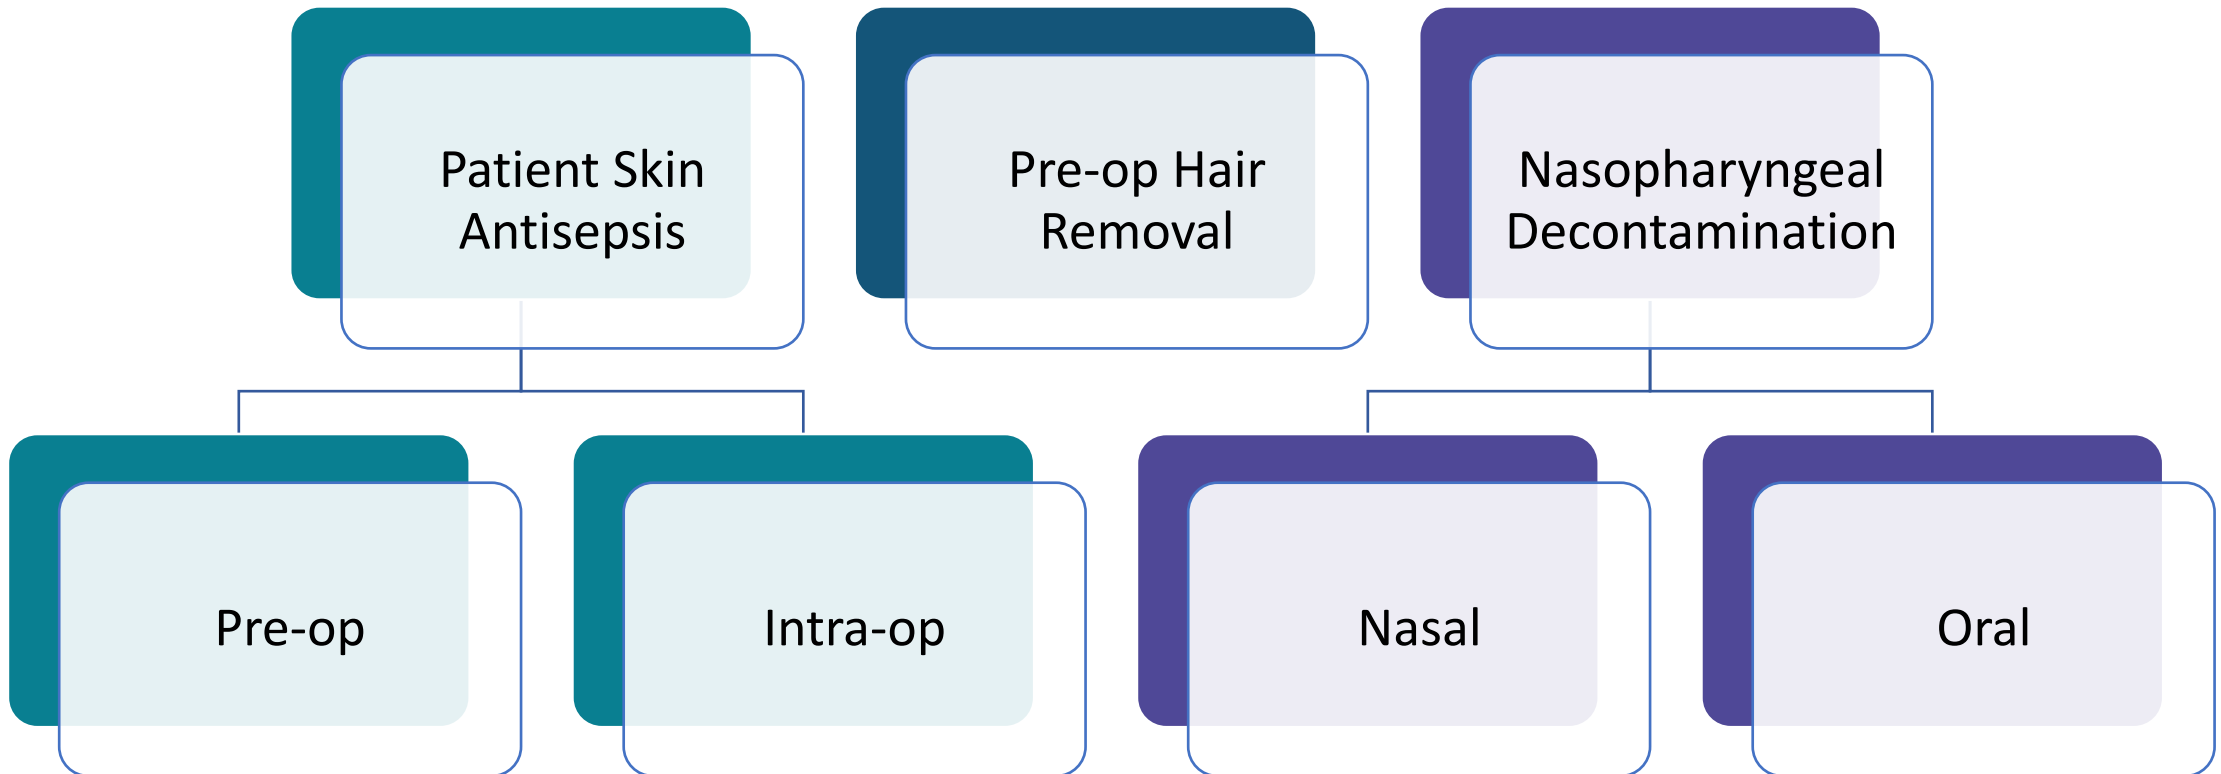 Patient Skin
Antisepsis
Pre-op Hair
Removal
Nasopharyngeal
Decontamination
Pre-op
Intra-op
Nasal
Oral